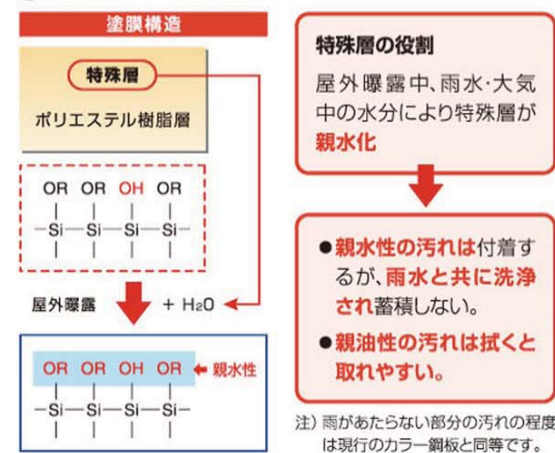 塗膜構造
特殊層
ポリエステル樹脂層
OR OR OH OR
-Si-Si-Si-Si-
屋外曝露 + H₂O
OR OR OH OR 親水性
-Si-Si-Si-Si-
特殊層の役割
屋外曝露中、雨水・大気
中の水分により特殊層が
親水化
●親水性の汚れは付着す
るが、雨水と共に洗浄
され蓄積しない。
●親油性の汚れは拭くと
取れやすい。
注）雨があたらない部分の汚れの程度
は現行のカラー鋼板と同等です。